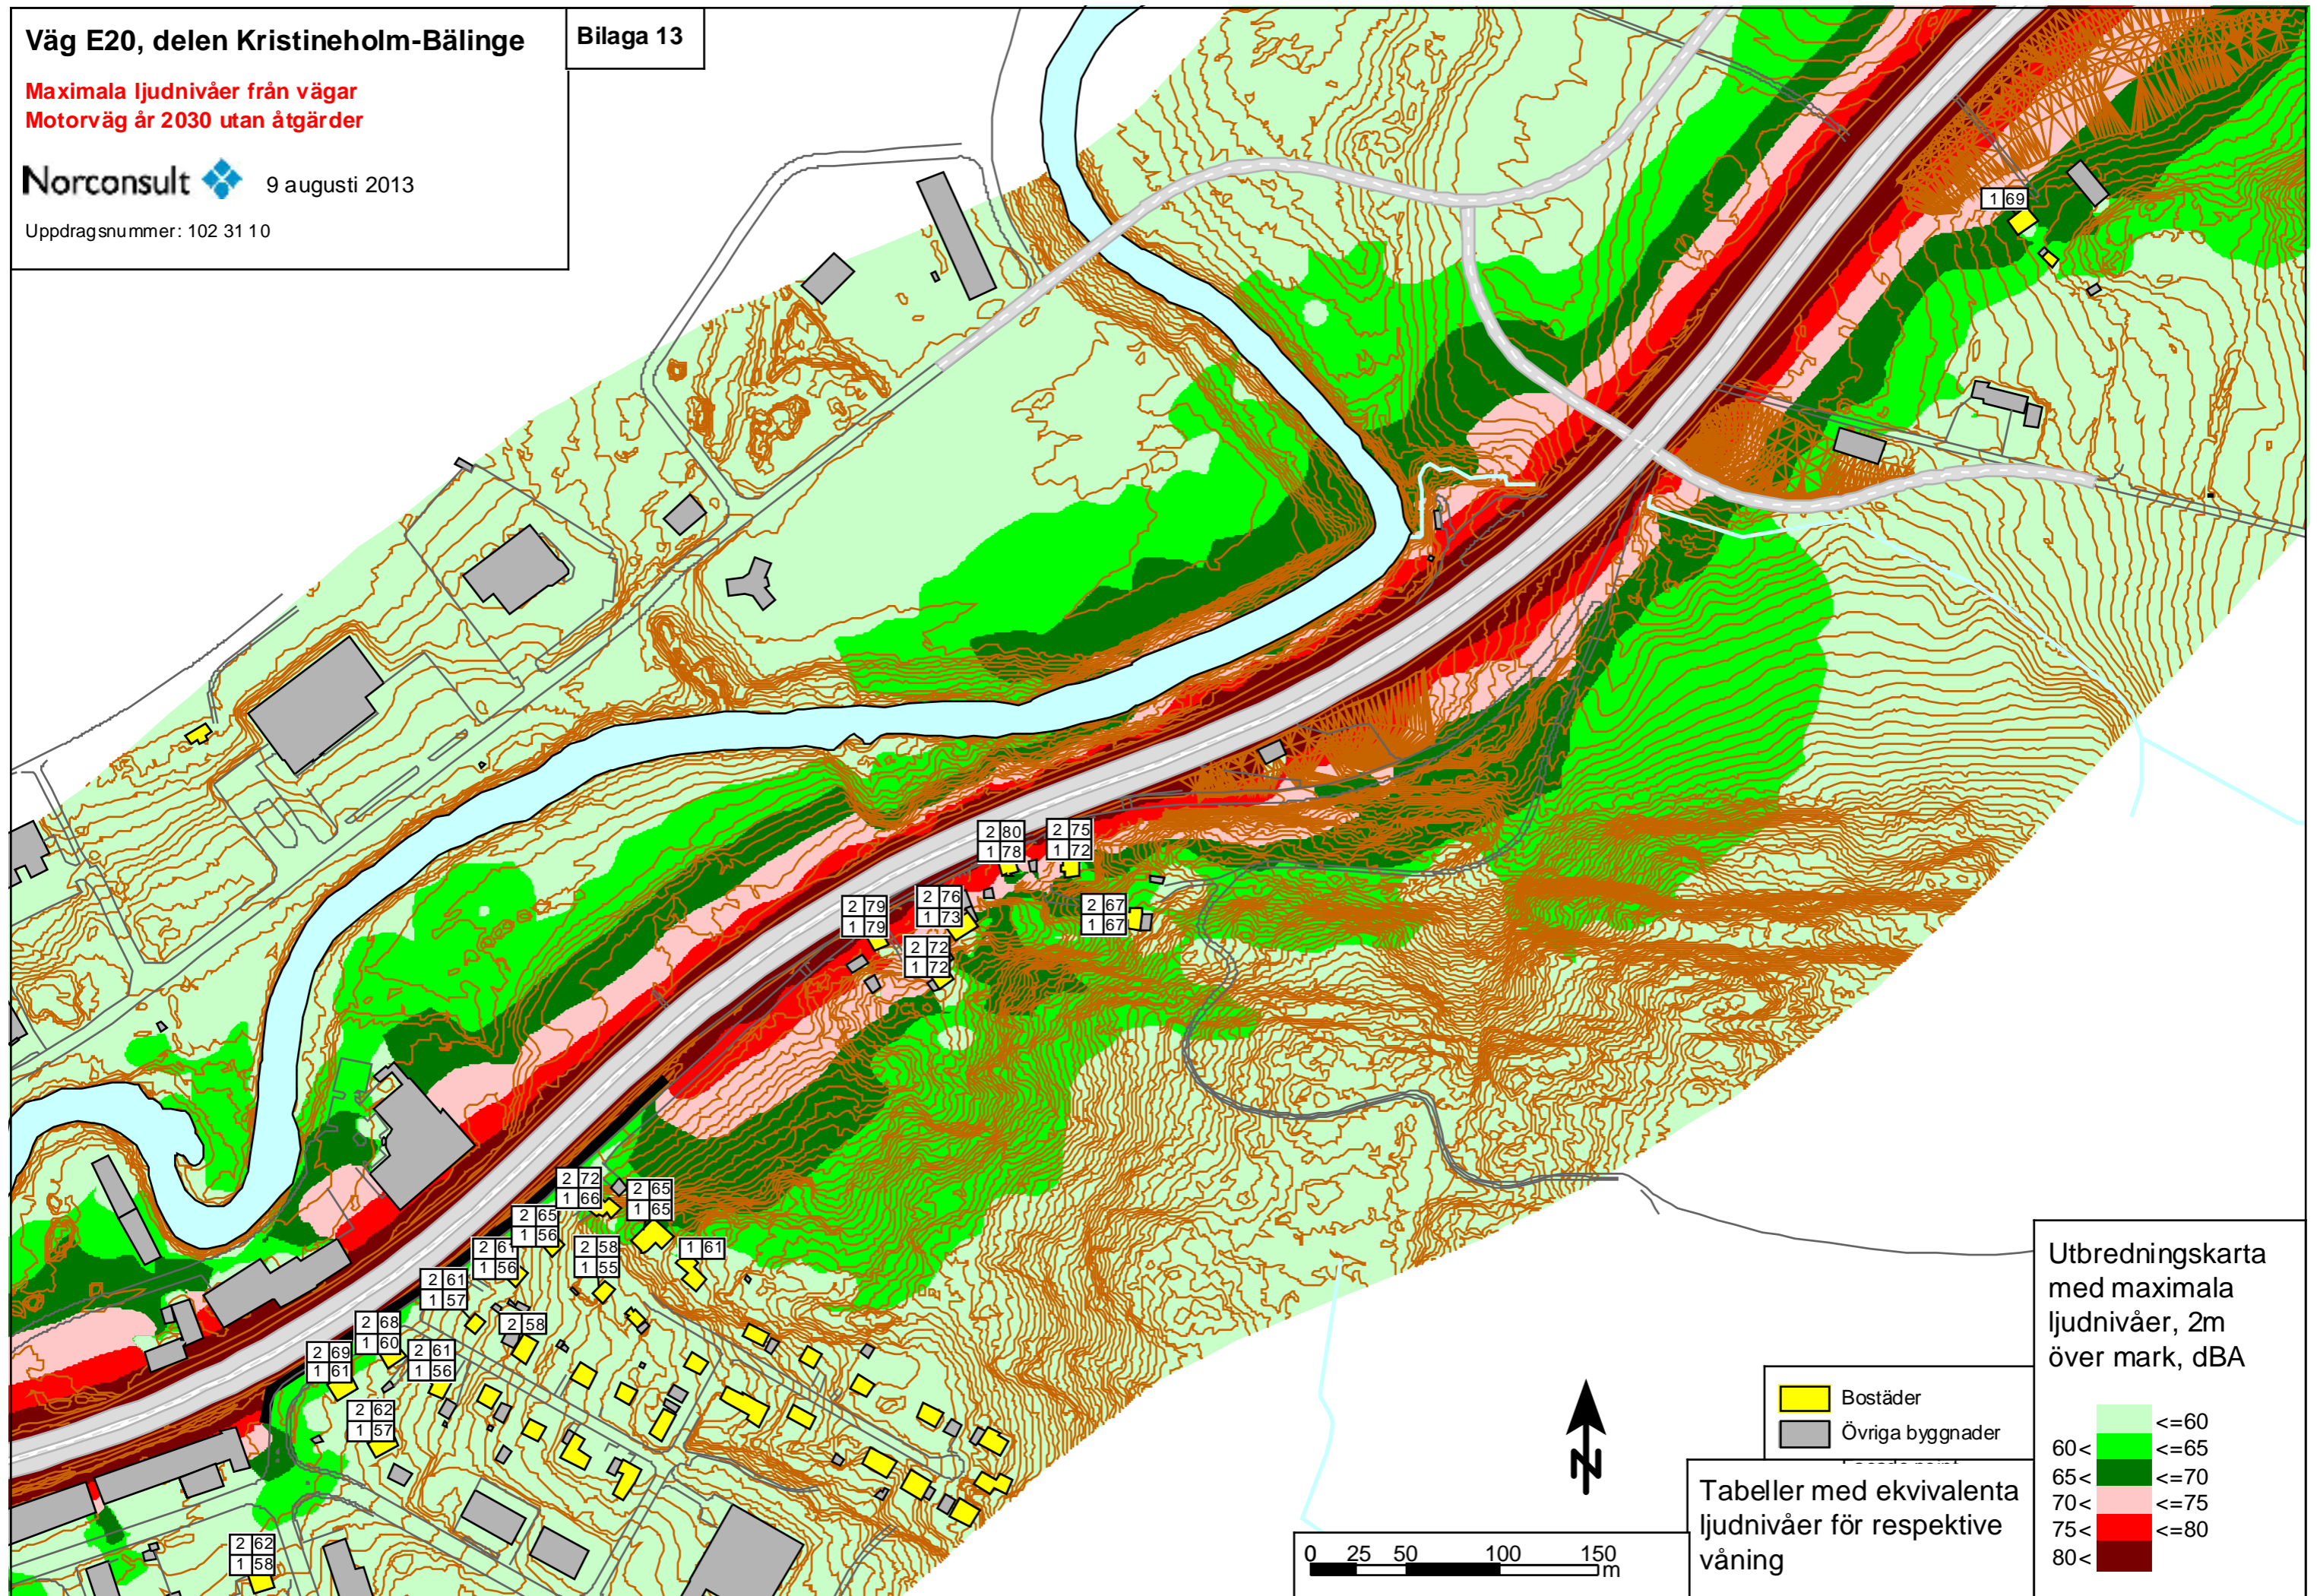 Väg E20, delen Kristineholm-Bälinge
Bilaga 13
Maximala ljudnivåer från vägar
Motorväg år 2030 utan åtgärder
Norconsult 9 augusti 2013
Uppdragsnummer: 102 31 10
1 69
2 80
1 78
2 75
1 72
2 79
1 79
2 76
1 73
2 67
1 67
2 72
1 72
2 72
1 66
2 65
1 65
2 65
1 56
2 61
1 56
2 58
1 55
1 61
2 61
1 57
2 58
2 68
1 60
2 69
1 61
2 61
1 56
2 62
1 57
2 62
1 58
Utbredningskarta
med maximala
ljudnivåer, 2m
över mark, dBA
<=60
60< <=65
65< <=70
70< <=75
75< <=80
80<
Bostäder
Övriga byggnader
Tabeller med ekvivalenta
ljudnivåer för respektive
våning
N
0 25 50 100 150
m